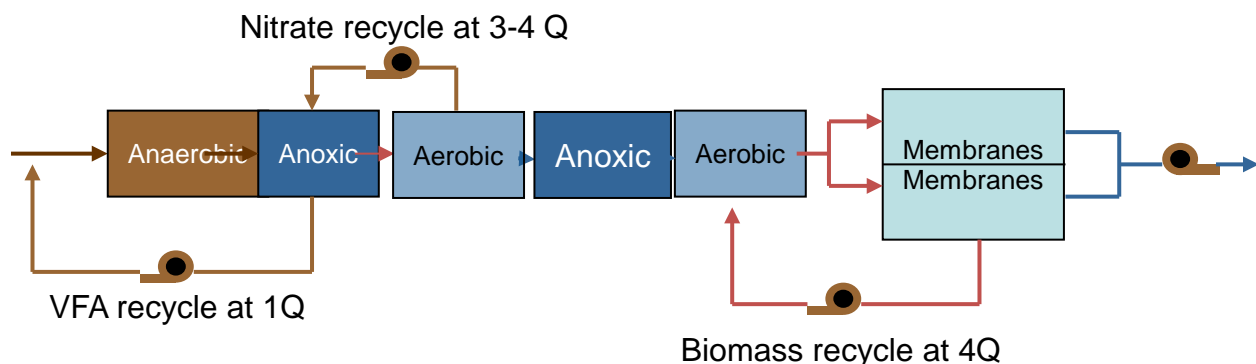 Nitrate recycle at 3-4 Q
Anaerobic
Anoxic
Aerobic
Anoxic
Aerobic
Membranes
Membranes
VFA recycle at 1Q
Biomass recycle at 4Q